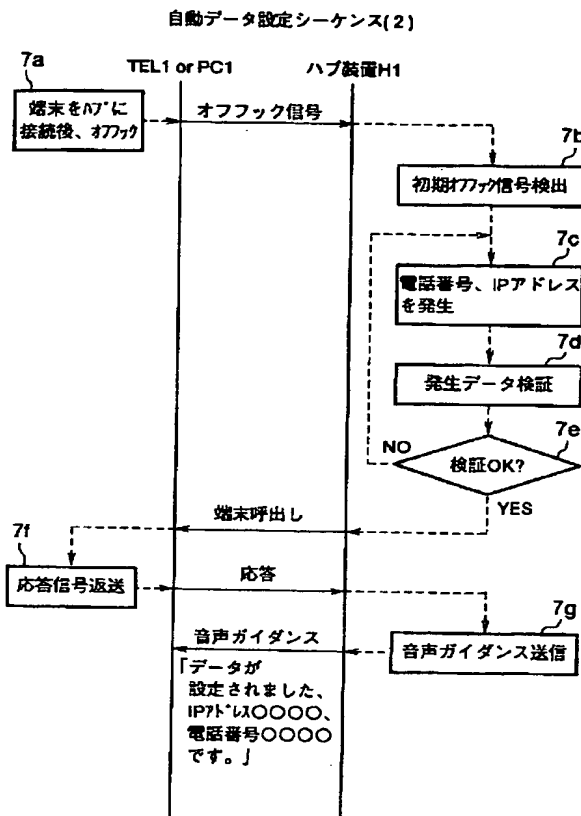 自動データ設定シーケンス(2)
TEL1 or PC1
ハブ装置H1
7a
端末をハブに
接続後、オフフック
オフフック信号
7b
初期オフフック信号検出
7c
電話番号、IPアドレス
を発生
7d
発生データ検証
7e
検証OK?
NO
YES
端末呼出し
7f
応答信号返送
応答
7g
音声ガイダンス送信
音声ガイダンス
「データが
設定されました、
IPアドレス○○○○、
電話番号○○○○
です。」